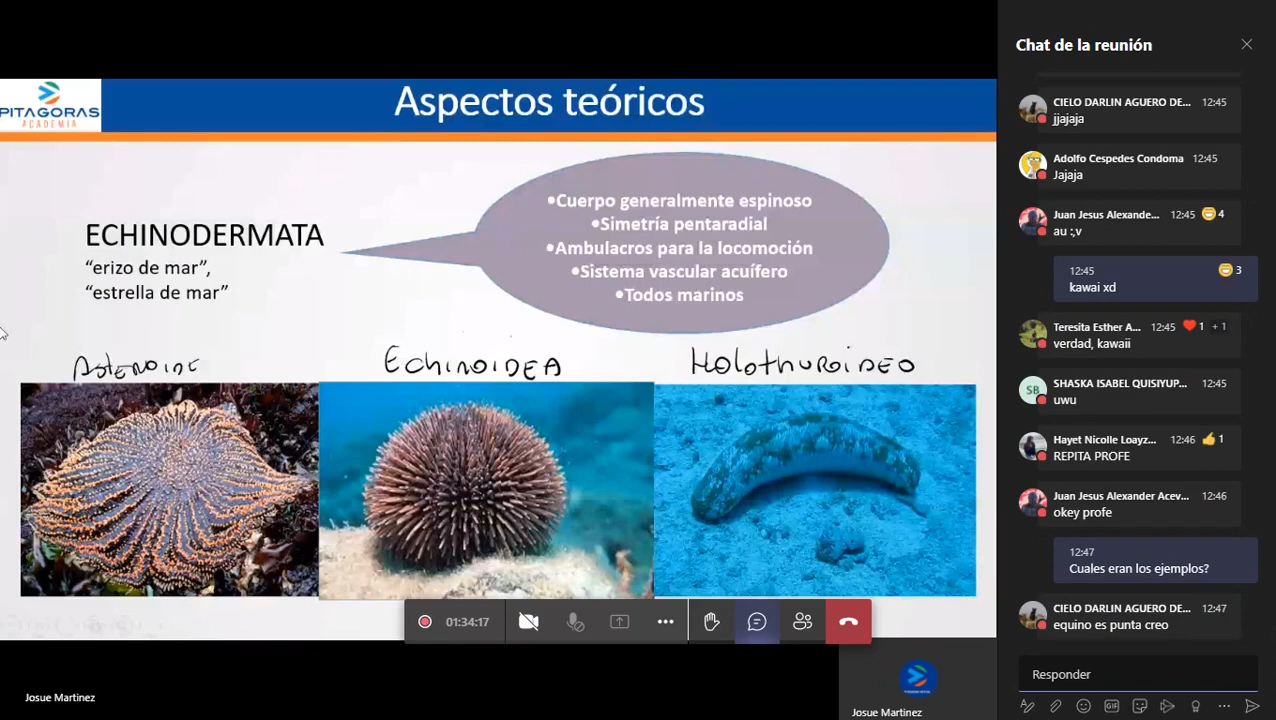 PITAGORAS
ACADEMIA
Aspectos teóricos
ECHINODERMATA
“erizo de mar”,
“estrella de mar”
•Cuerpo generalmente espinoso
•Simetría pentaradial
•Ambulacros para la locomoción
•Sistema vascular acuífero
•Todos marinos
ECHINOIDEA
HOLOTHUROIDEO
01:34:17
Josue Martinez
Josue Martinez
Chat de la reunión
CIELO DARLIN AGUERO DE... 12:45
jjajaja
Adolfo Cespedes Condoma 12:45
Jajaja
Juan Jesus Alexande... 12:45 4
au :,v
12:45 3
kawai xd
Teresita Esther A... 12:45 1 + 1
verdad, kawaii
SB SHASKA ISABEL QUISIYUP... 12:45
uwu
Hayet Nicolle Loayz... 12:46 1
REPITA PROFE
Juan Jesus Alexander Acev... 12:46
okey profe
12:47
Cuales eran los ejemplos?
CIELO DARLIN AGUERO DE... 12:47
equino es punta creo
Responder
GIF